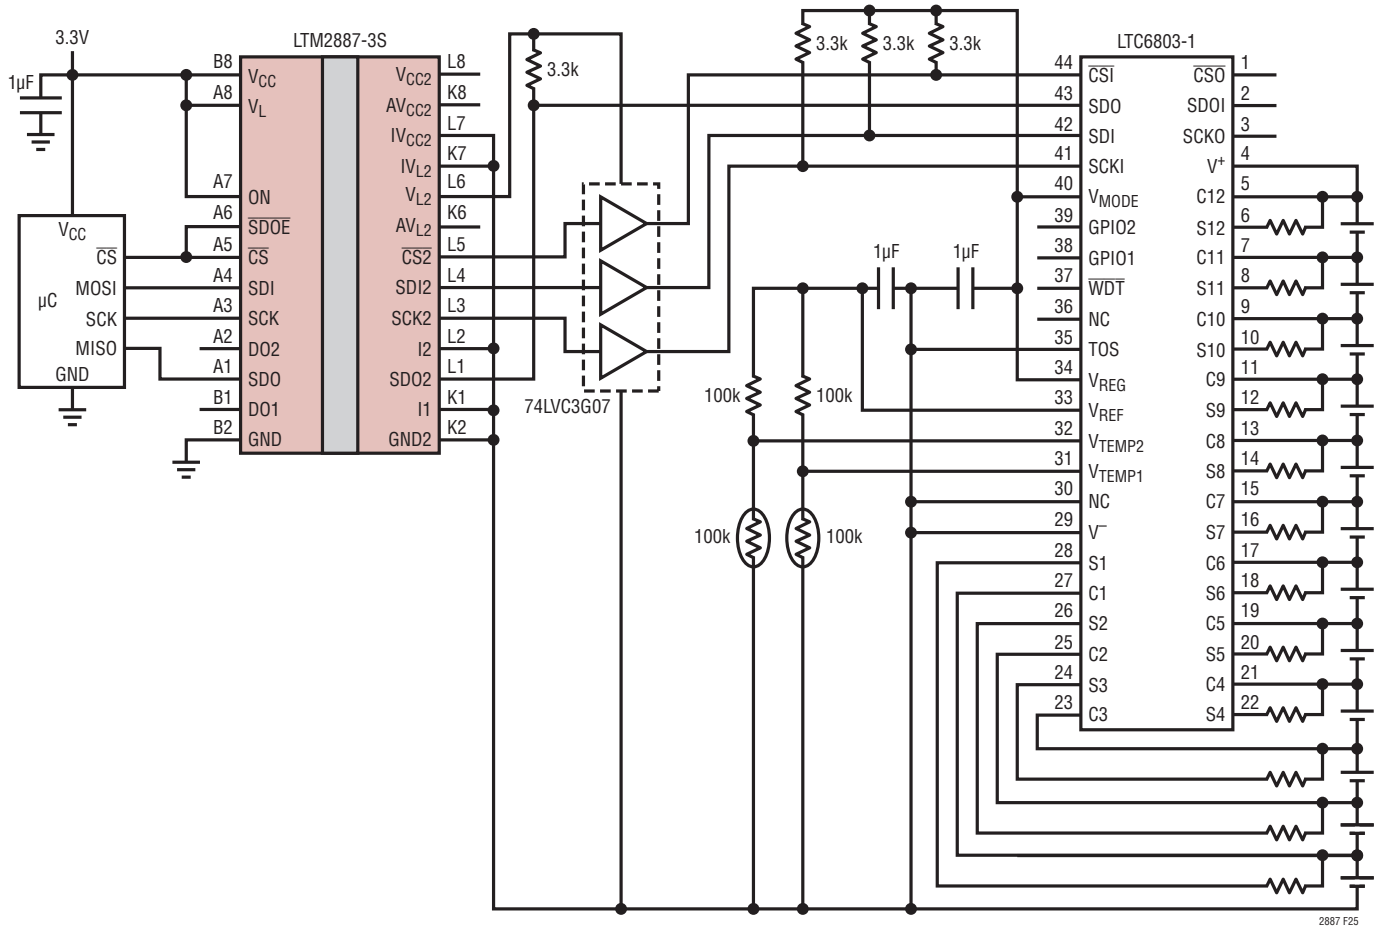 3.3V
1µF
LTM2887-3S
B8 VCC
A8 VL
A7 ON
A6 SDOE
A5 CS
A4 SDI
A3 SCK
A2 DO2
A1 SDO
B1 DO1
B2 GND
VCC2 L8
AVCC2 K8
IVCC2 L7
IVL2 K7
VL2 L6
AVL2 K6
CS2 L5
SDI2 L4
SCK2 L3
I2 L2
SDO2 L1
I1 K1
GND2 K2
VCC
CS
MOSI
µC
SCK
MISO
GND
3.3k
74LVC3G07
3.3k
3.3k
3.3k
1µF
1µF
100k
100k
100k
100k
LTC6803-1
44 CSI
43 SDO
42 SDI
41 SCKI
40 VMODE
39 GPIO2
38 GPIO1
37 WDT
36 NC
35 TOS
34 VREG
33 VREF
32 VTEMP2
31 VTEMP1
30 NC
29 V–
28 S1
27 C1
26 S2
25 C2
24 S3
23 C3
CSO 1
SDOI 2
SCKO 3
V+ 4
C12 5
S12 6
C11 7
S11 8
C10 9
S10 10
C9 11
S9 12
C8 13
S8 14
C7 15
S7 16
C6 17
S6 18
C5 19
S5 20
C4 21
S4 22
2887 F25